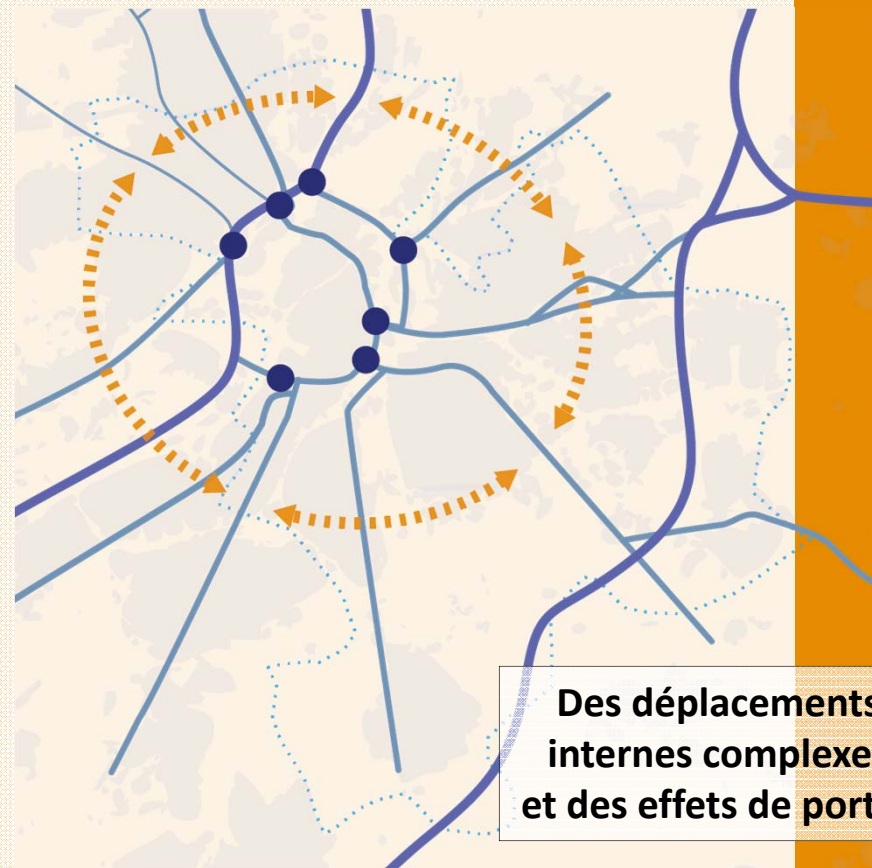 Des déplacements
internes complexe
et des effets de port